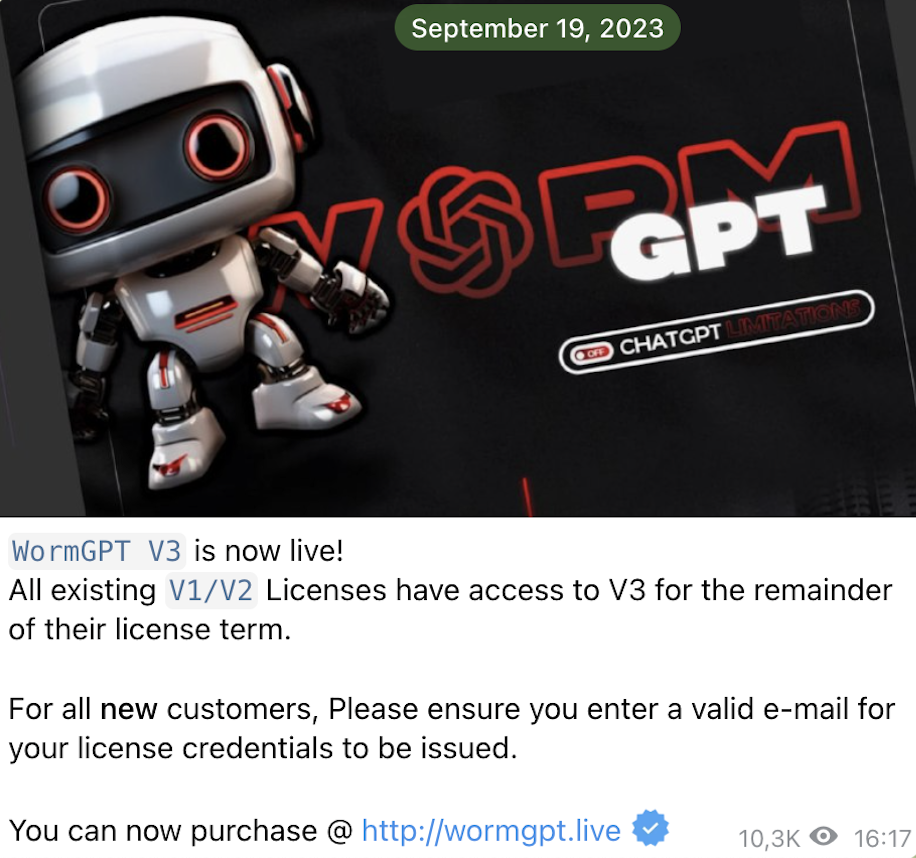 September 19, 2023
WORM
GPT
OFF CHATGPT LIMITATIONS
WormGPT V3 is now live!
All existing V1/V2 Licenses have access to V3 for the remainder
of their license term.
For all new customers, Please ensure you enter a valid e-mail for
your license credentials to be issued.
You can now purchase @ http://wormgpt.live
10,3K 16:17